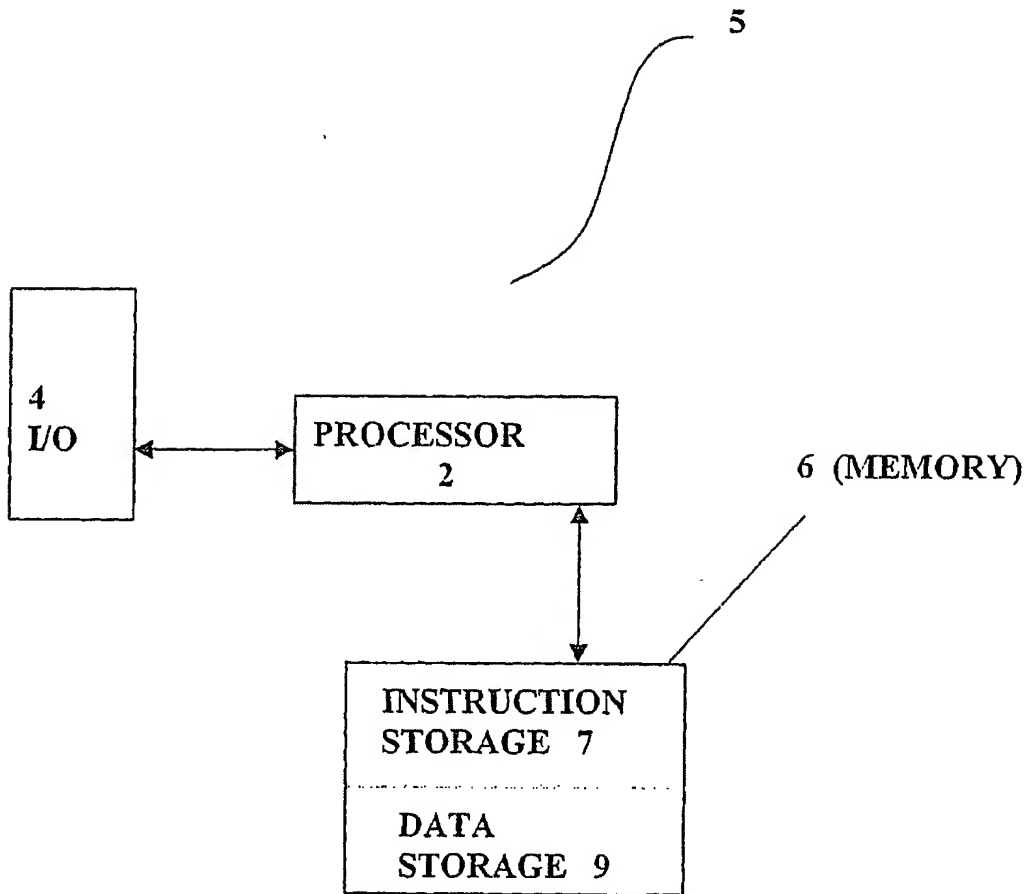 5
4
I/O
PROCESSOR
2
6 (MEMORY)
INSTRUCTION
STORAGE 7
DATA
STORAGE 9